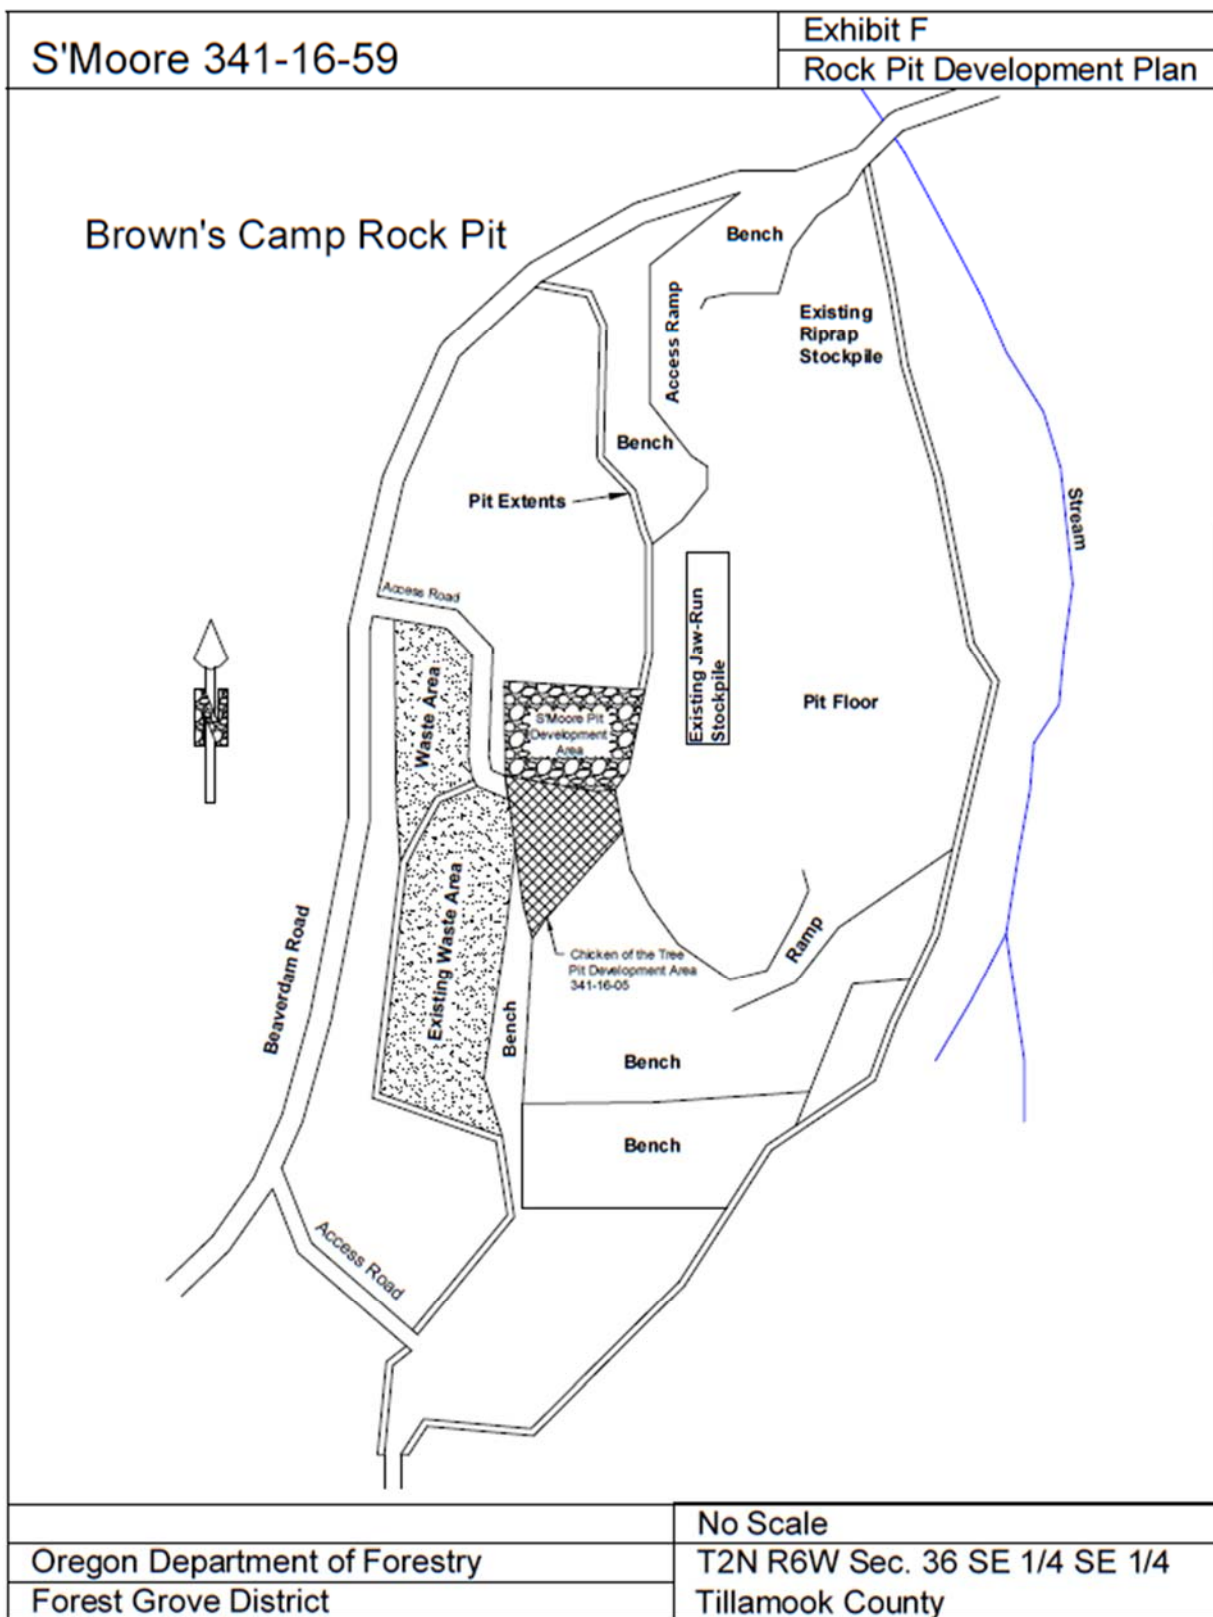 S'Moore 341-16-59
Exhibit F
Rock Pit Development Plan
Brown's Camp Rock Pit
Bench
Access Ramp
Existing
Riprap
Stockpile
Bench
Pit Extents
Stream
Access Road
Existing Jaw-Run
Stockpile
Waste Area
S'Moore Pit
Development
Area
Pit Floor
Existing Waste Area
Beaverdam Road
Ramp
Chicken of the Tree
Pit Development Area
341-16-05
Bench
Bench
Bench
Access Road
No Scale
Oregon Department of Forestry
T2N R6W Sec. 36 SE 1/4 SE 1/4
Forest Grove District
Tillamook County